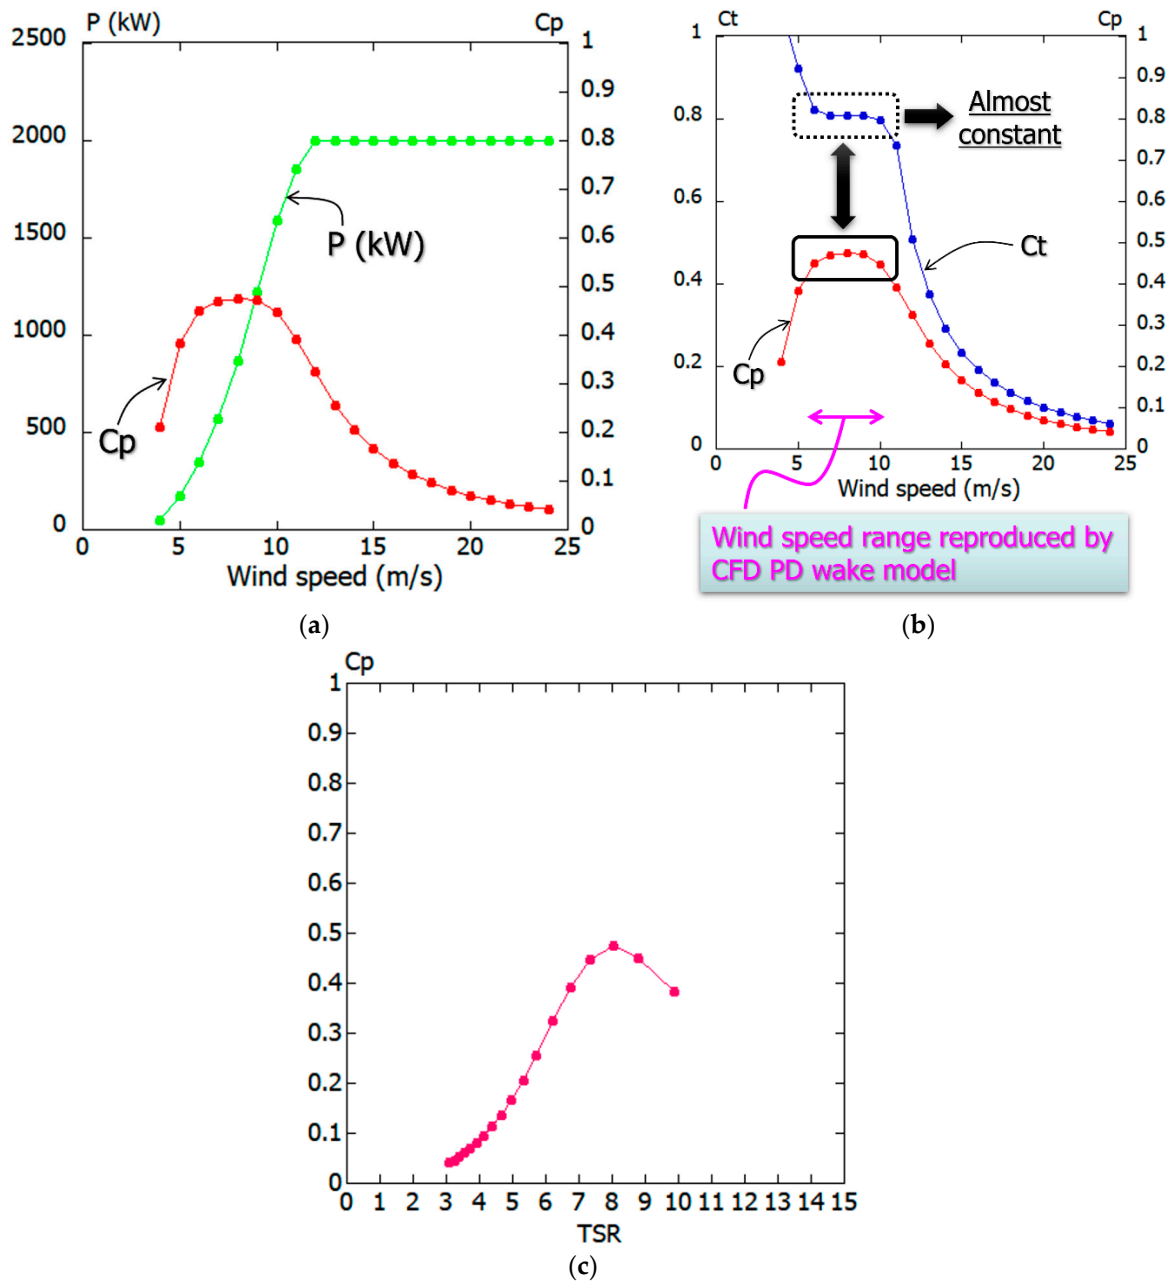 P (kW)
Cp
2500
2000
1500
1000
500
0
1
0.9
0.8
0.7
0.6
0.5
0.4
0.3
0.2
0.1
0
P (kW)
Cp
0
5
10
15
20
25
Wind speed (m/s)
(a)
Ct
Cp
1
0.8
0.6
0.4
0.2
0
1
0.9
0.8
0.7
0.6
0.5
0.4
0.3
0.2
0.1
0
Almost
constant
Ct
Cp
0
5
10
15
20
25
Wind speed (m/s)
Wind speed range reproduced by
CFD PD wake model
(b)
Cp
1
0.9
0.8
0.7
0.6
0.5
0.4
0.3
0.2
0.1
0
0 1 2 3 4 5 6 7 8 9 10 11 12 13 14 15
TSR
(c)